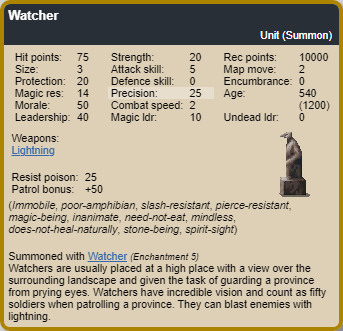 Watcher
Unit (Summon)
Hit points: 75 Strength: 20 Rec points: 10000
Size: 3 Attack skill: 5 Map move: 2
Protection: 20 Defence skill: 0 Encumbrance: 0
Magic res: 14 Precision: 25 Age: 540
Morale: 50 Combat speed: 2 (1200)
Leadership: 40 Magic ldr: 10 Undead ldr: 0
Weapons:
Lightning
Resist poison: 25
Patrol bonus: +50
(Immobile, poor-amphibian, slash-resistant, pierce-resistant,
magic-being, inanimate, need-not-eat, mindless,
does-not-heal-naturally, stone-being, spirit-sight)
Summoned with Watcher (Enchantment 5)
Watchers are usually placed at a high place with a view over the
surrounding landscape and given the task of guarding a province
from prying eyes. Watchers have incredible vision and count as fifty
soldiers when patrolling a province. They can blast enemies with
lightning.